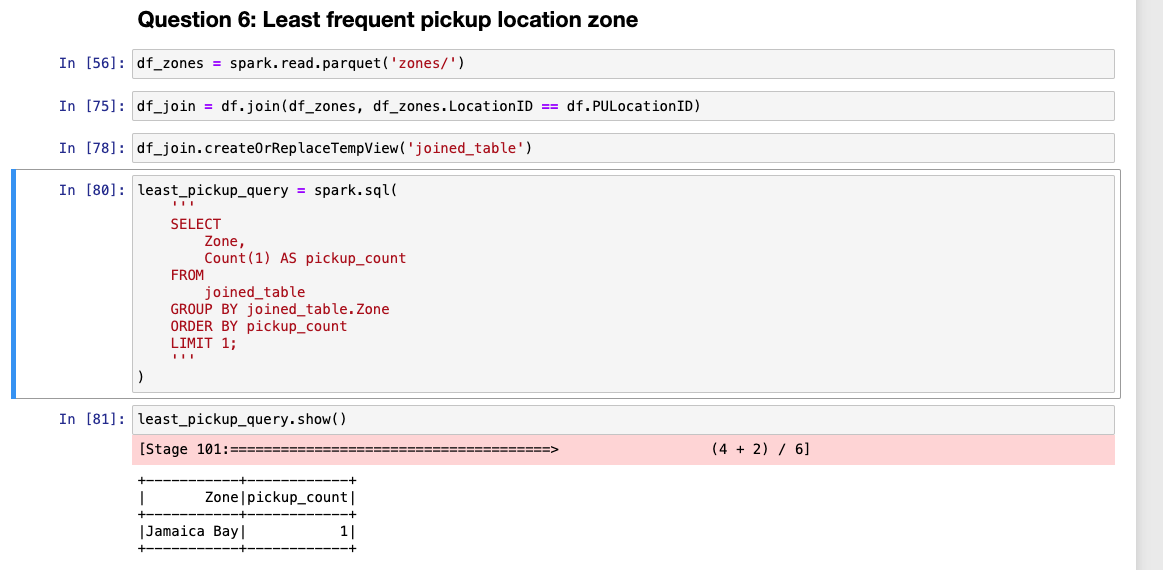 Question 6: Least frequent pickup location zone
In [56]: df_zones = spark.read.parquet('zones/')
In [75]: df_join = df.join(df_zones, df_zones.LocationID == df.PULocationID)
In [78]: df_join.createOrReplaceTempView('joined_table')
In [80]: least_pickup_query = spark.sql(
    '''
    SELECT
        Zone,
        Count(1) AS pickup_count
    FROM
        joined_table
    GROUP BY joined_table.Zone
    ORDER BY pickup_count
    LIMIT 1;
    '''
)
In [81]: least_pickup_query.show()
[Stage 101:======================================>                  (4 + 2) / 6]
+-----------+------------+
|       Zone|pickup_count|
+-----------+------------+
|Jamaica Bay|           1|
+-----------+------------+